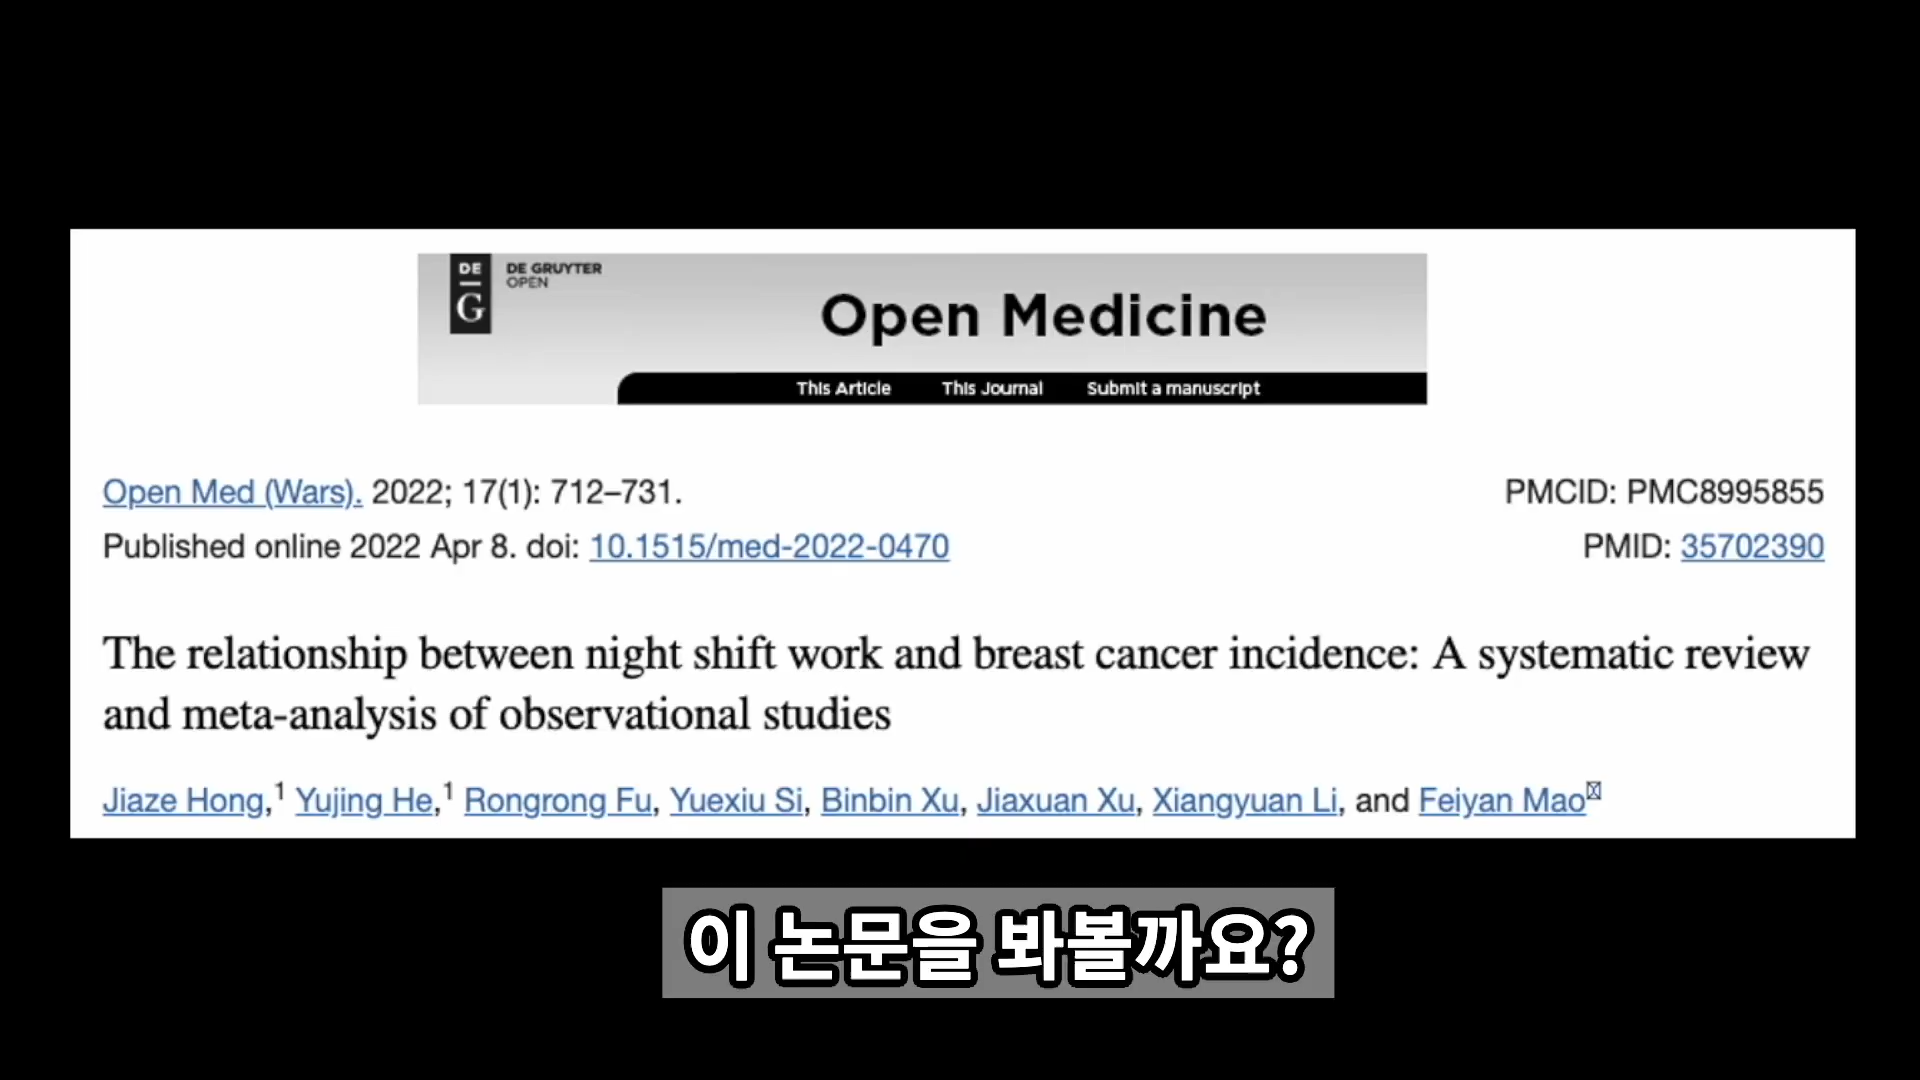 DE
G
DE GRUYTER
OPEN
Open Medicine
This Article This Journal Submit a manuscript
Open Med (Wars). 2022; 17(1): 712–731.
PMCID: PMC8995855
Published online 2022 Apr 8. doi: 10.1515/med-2022-0470
PMID: 35702390
The relationship between night shift work and breast cancer incidence: A systematic review
and meta-analysis of observational studies
Jiaze Hong,1 Yujing He,1 Rongrong Fu, Yuexiu Si, Binbin Xu, Jiaxuan Xu, Xiangyuan Li, and Feiyan Mao
이 논문을 봐볼까요?